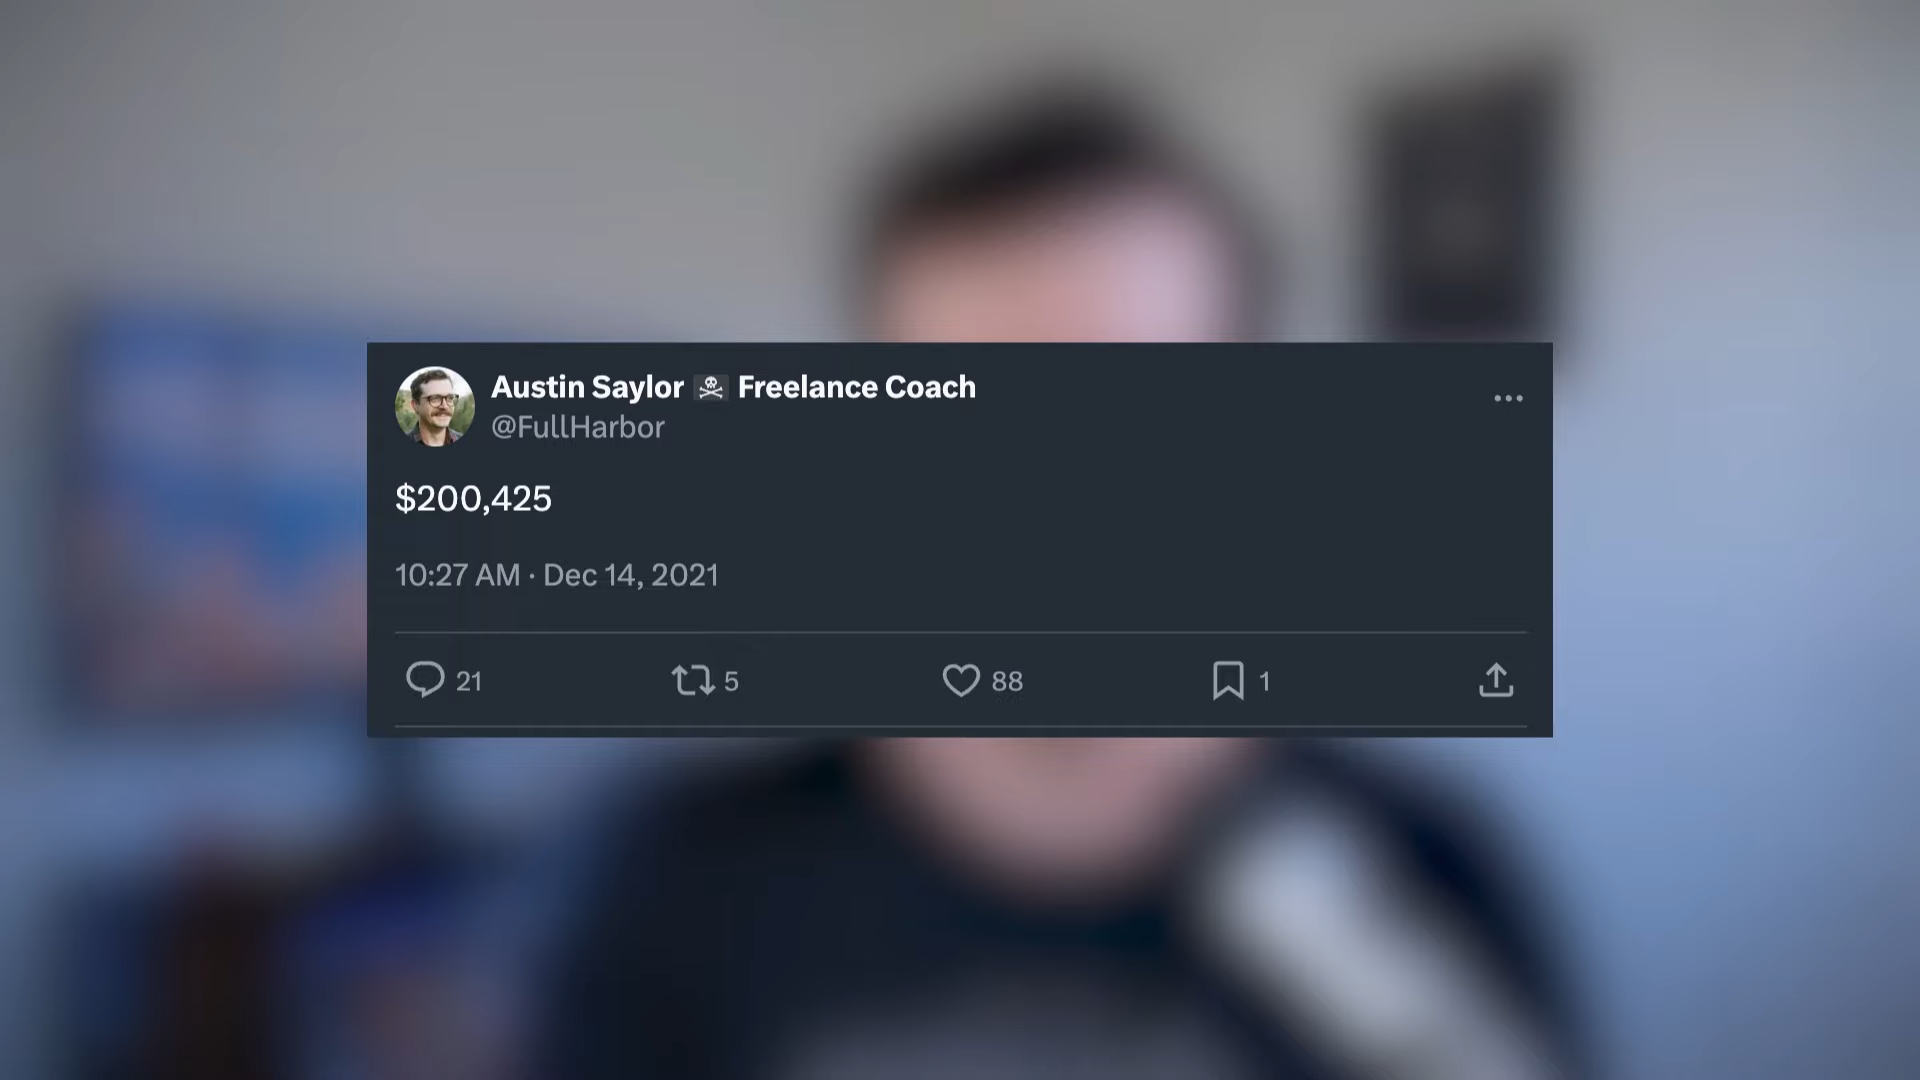 Austin Saylor ☠ Freelance Coach
@FullHarbor
$200,425
10:27 AM · Dec 14, 2021
21 5 88 1